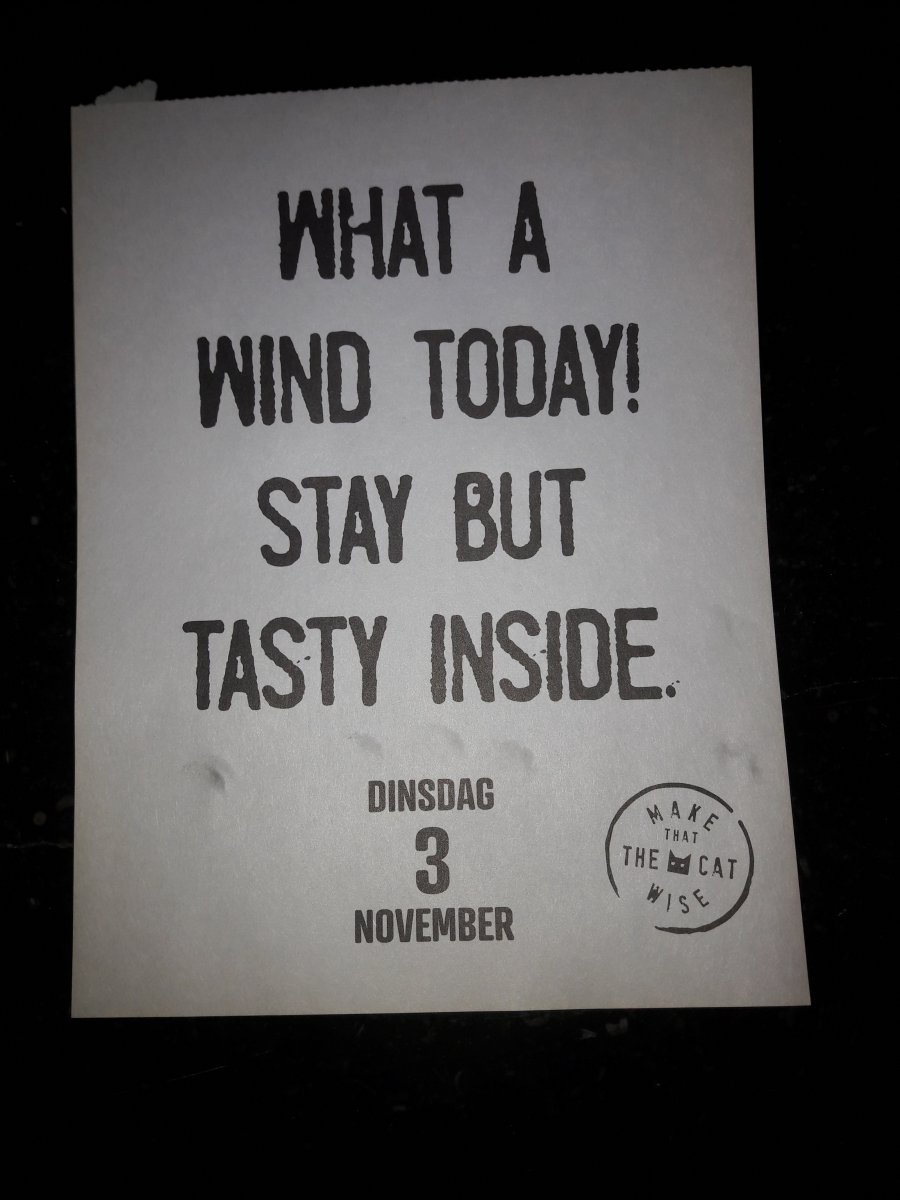 WHAT A
WIND TODAY!
STAY BUT
TASTY INSIDE.
DINSDAG
3
NOVEMBER
MAKE
THAT
THE CAT
WISE